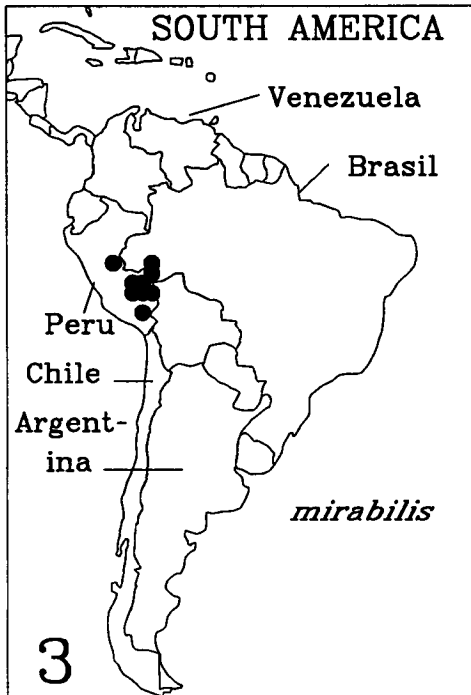 SOUTH AMERICA
Venezuela
Brasil
Peru
Chile
Argent-
ina
mirabilis
3